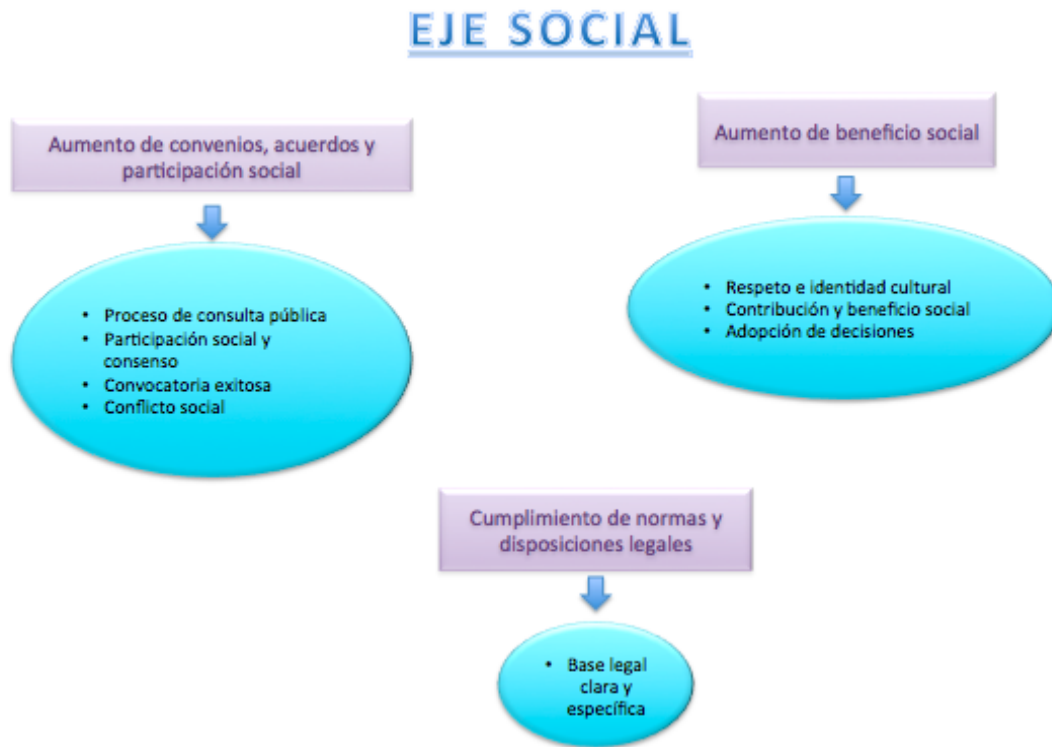 EJE SOCIAL
Aumento de convenios, acuerdos y
participación social
• Proceso de consulta pública
• Participación social y
consenso
• Convocatoria exitosa
• Conflicto social
Aumento de beneficio social
• Respeto e identidad cultural
• Contribución y beneficio social
• Adopción de decisiones
Cumplimiento de normas y
disposiciones legales
• Base legal
clara y
específica